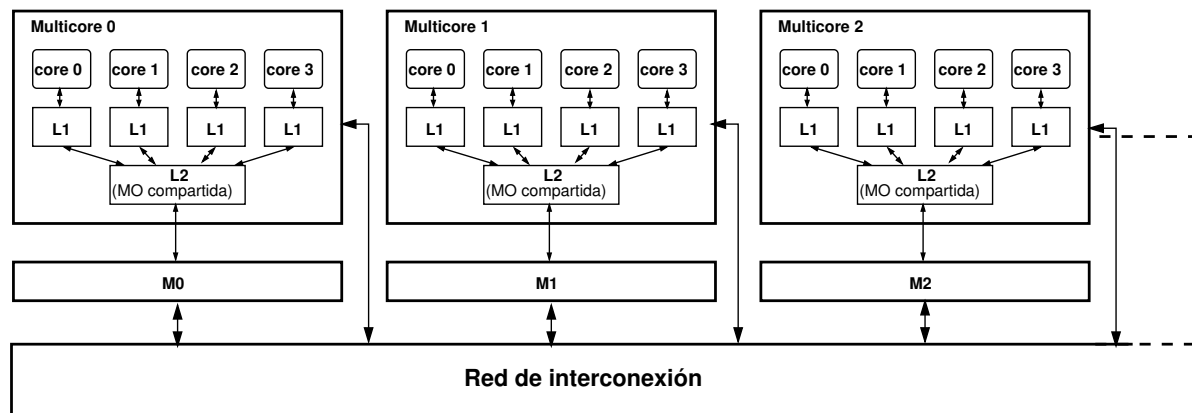 Multicore 0
core 0 core 1 core 2 core 3
L1 L1 L1 L1
L2
(MO compartida)
M0
Multicore 1
core 0 core 1 core 2 core 3
L1 L1 L1 L1
L2
(MO compartida)
M1
Multicore 2
core 0 core 1 core 2 core 3
L1 L1 L1 L1
L2
(MO compartida)
M2
Red de interconexión